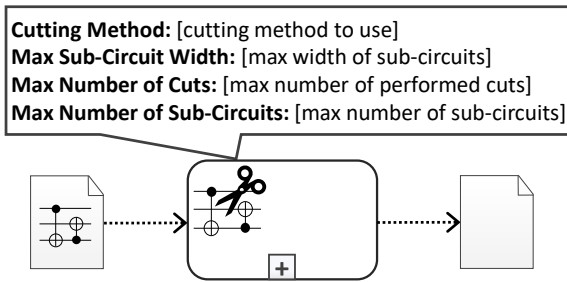 Cutting Method: [cutting method to use]
Max Sub-Circuit Width: [max width of sub-circuits]
Max Number of Cuts: [max number of performed cuts]
Max Number of Sub-Circuits: [max number of sub-circuits]